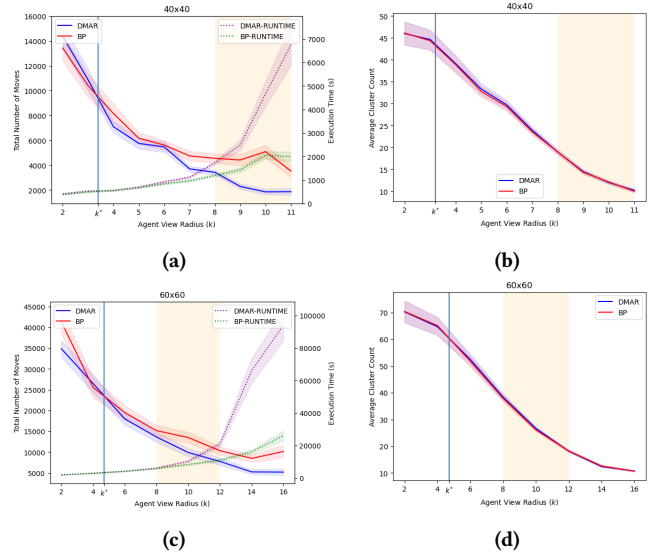 40x40
DMAR
BP
DMAR-RUNTIME
BP-RUNTIME
Total Number of Moves
16000
14000
12000
10000
8000
6000
4000
2000
Execution Time (s)
7000
6000
5000
4000
3000
2000
1000
0
2 k* 4 5 6 7 8 9 10 11
Agent View Radius (k)
(a)
40x40
Average Cluster Count
50
45
40
35
30
25
20
15
10
DMAR
BP
2 k* 4 5 6 7 8 9 10 11
Agent View Radius (k)
(b)
60x60
DMAR
BP
DMAR-RUNTIME
BP-RUNTIME
Total Number of Moves
45000
40000
35000
30000
25000
20000
15000
10000
5000
Execution Time (s)
100000
80000
60000
40000
20000
0
2 4 k* 6 8 10 12 14 16
Agent View Radius (k)
(c)
60x60
DMAR
BP
Average Cluster Count
70
60
50
40
30
20
10
2 4 k* 6 8 10 12 14 16
Agent View Radius (k)
(d)